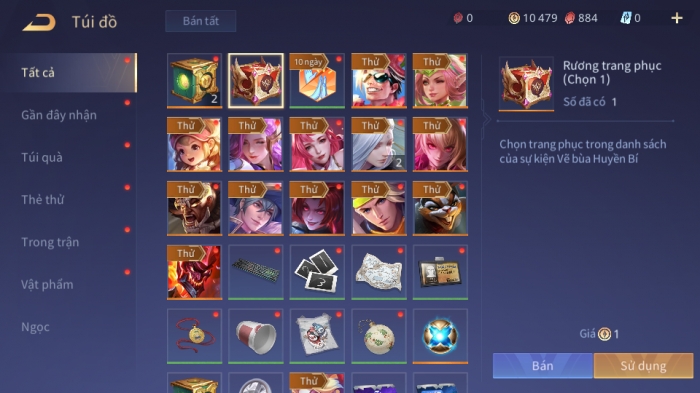 Túi đồ
Bán tất
0
10 479
884
0
Tất cả
Gần đây nhận
Túi quà
Thẻ thử
Trong trận
Vật phẩm
Ngọc
2
10 ngày
Thử
Thử
Thử
Thử
Thử
Thử
2
Thử
Thử
Thử
Thử
Thử
Thử
Thử
Thử
Rương trang phục
(Chọn 1)
Số đã có 1
Chọn trang phục trong danh sách
của sự kiện Vẽ bùa Huyền Bí
Giá 1
Bán
Sử dụng